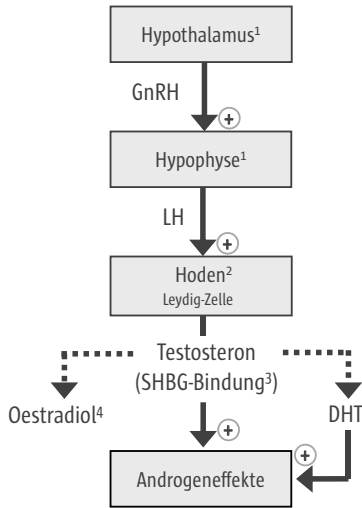 Hypothalamus¹
GnRH
+
Hypophyse¹
LH
+
Hoden²
Leydig-Zelle
Testosteron
(SHBG-Bindung³)
Oestradiol⁴
DHT
+
+
Androgeneffekte